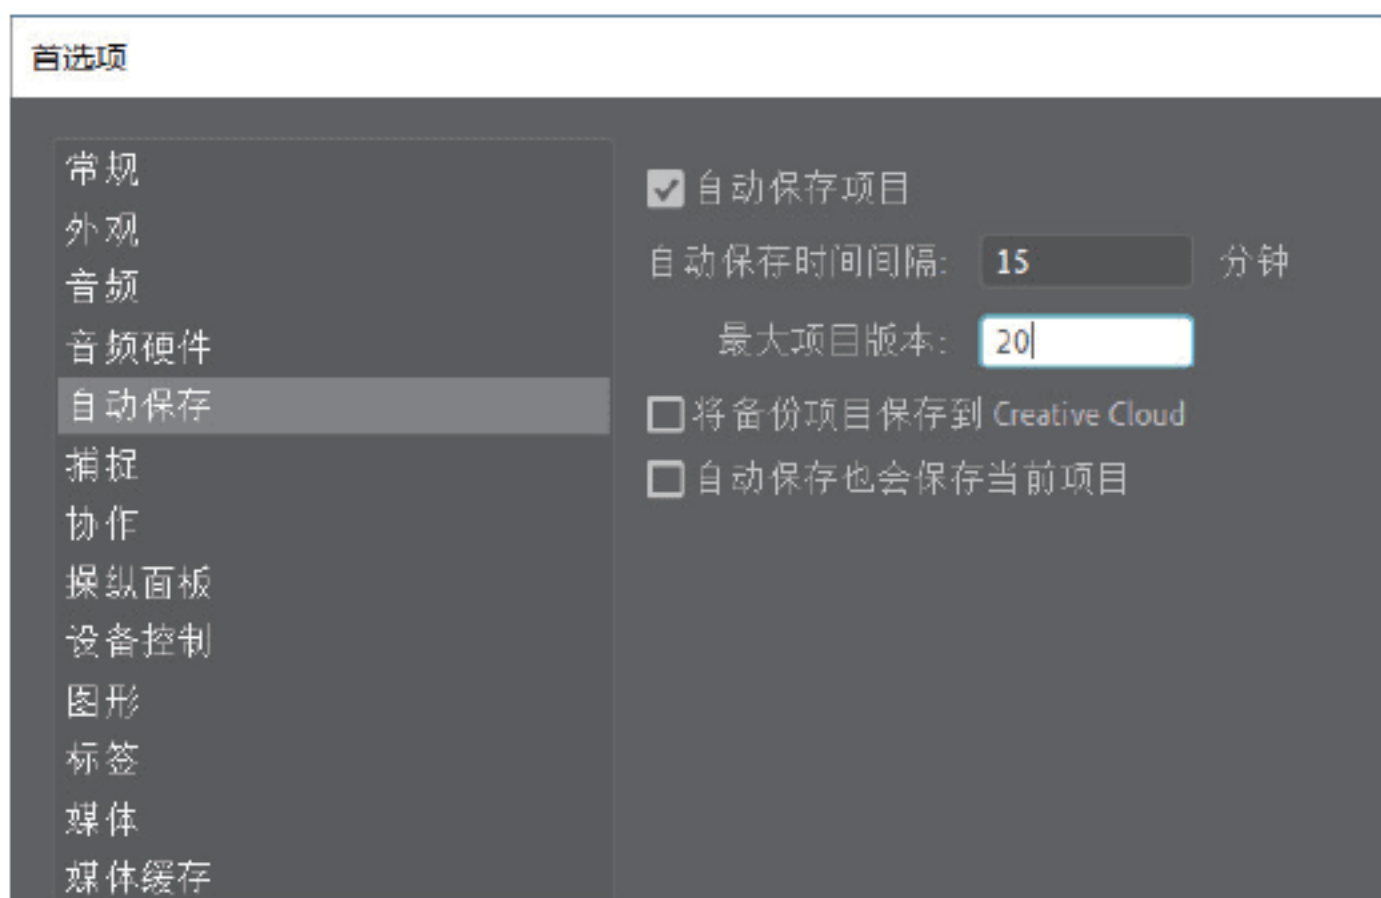 首选项
常规
外观
音频
音频硬件
自动保存
捕捉
协作
操纵面板
设备控制
图形
标签
媒体
媒体缓存
自动保存项目
自动保存时间间隔: 15 分钟
最大项目版本: 20
将备份项目保存到 Creative Cloud
自动保存也会保存当前项目